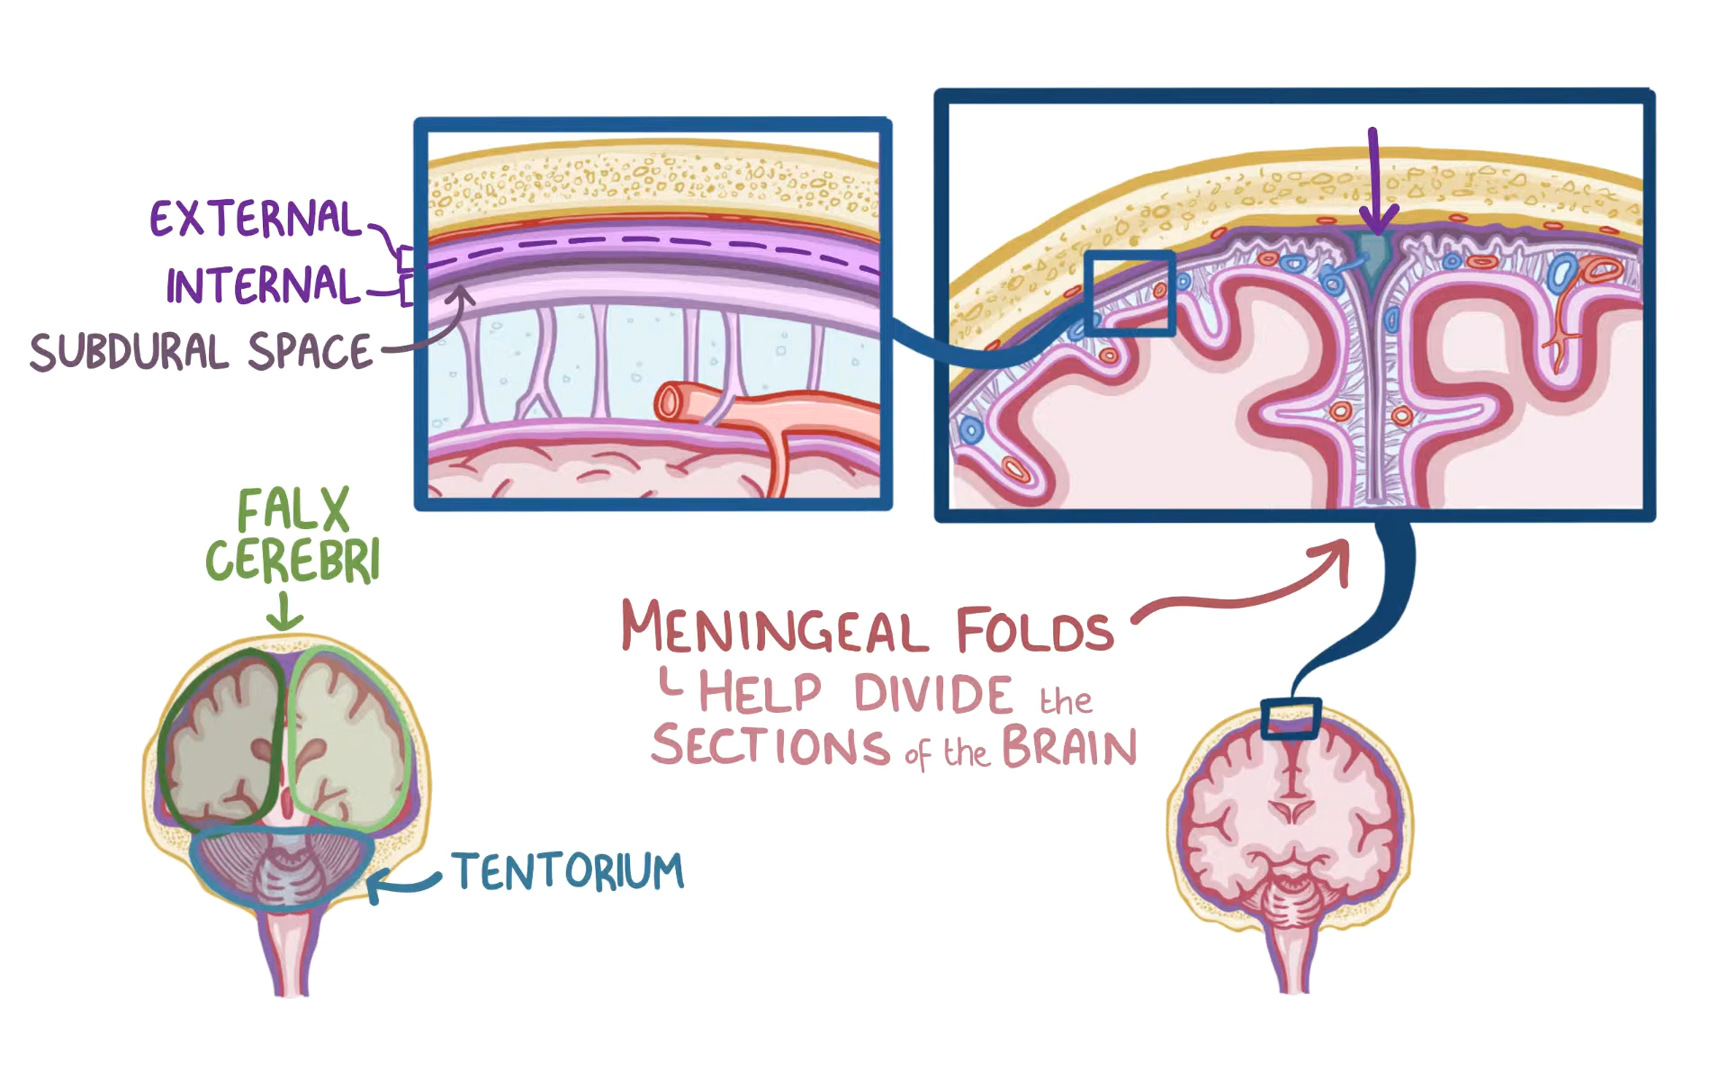 EXTERNAL
INTERNAL
SUBDURAL SPACE
FALX
CEREBRI
MENINGEAL FOLDS
HELP DIVIDE the
SECTIONS of the BRAIN
TENTORIUM